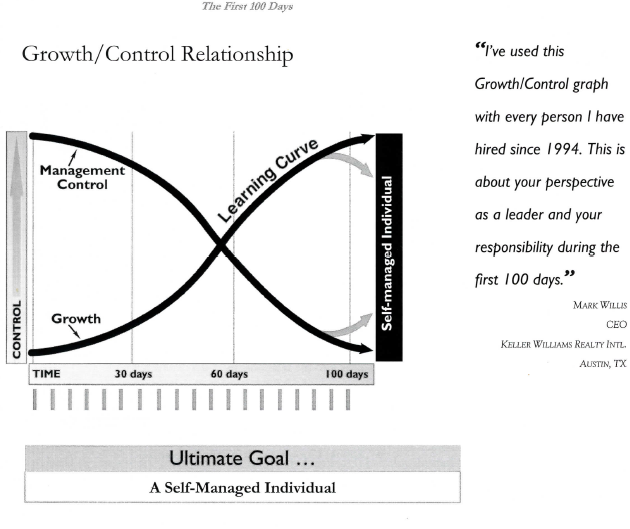 The First 100 Days
Growth/Control Relationship
Management
Control
Learning Curve
Growth
CONTROL
Self-managed Individual
TIME 30 days 60 days 100 days
Ultimate Goal ...
A Self-Managed Individual
“I’ve used this
Growth/Control graph
with every person I have
hired since 1994. This is
about your perspective
as a leader and your
responsibility during the
first 100 days.”
MARK WILLIS
CEO
KELLER WILLIAMS REALTY INTL.
AUSTIN, TX